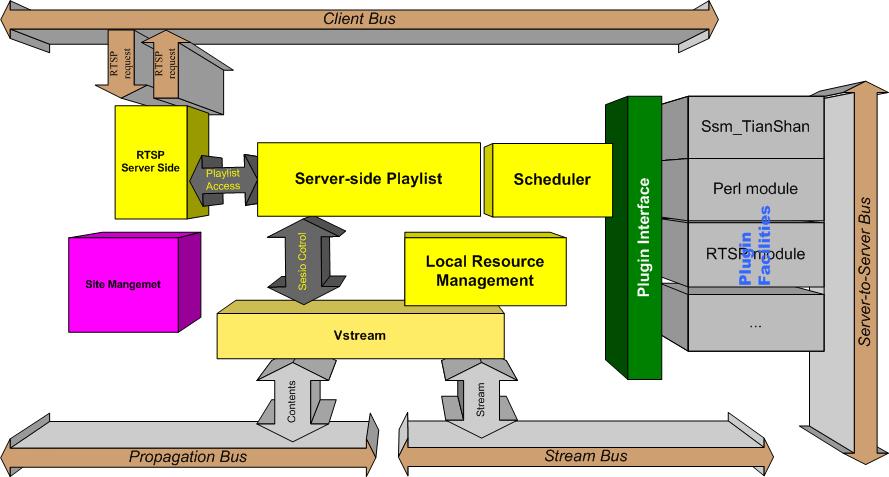 Client Bus
RTSP
request
RTSP
request
RTSP
Server Side
Playlist
Access
Server-side Playlist
Scheduler
Plugin Interface
Ssm_TianShan
Perl module
RTSP module
...
Plugin
Facilities
Server-to-Server Bus
SIte Mangemet
Sesio Cotrol
Local Resource
Management
Vstream
Contents
Stream
Propagation Bus
Stream Bus